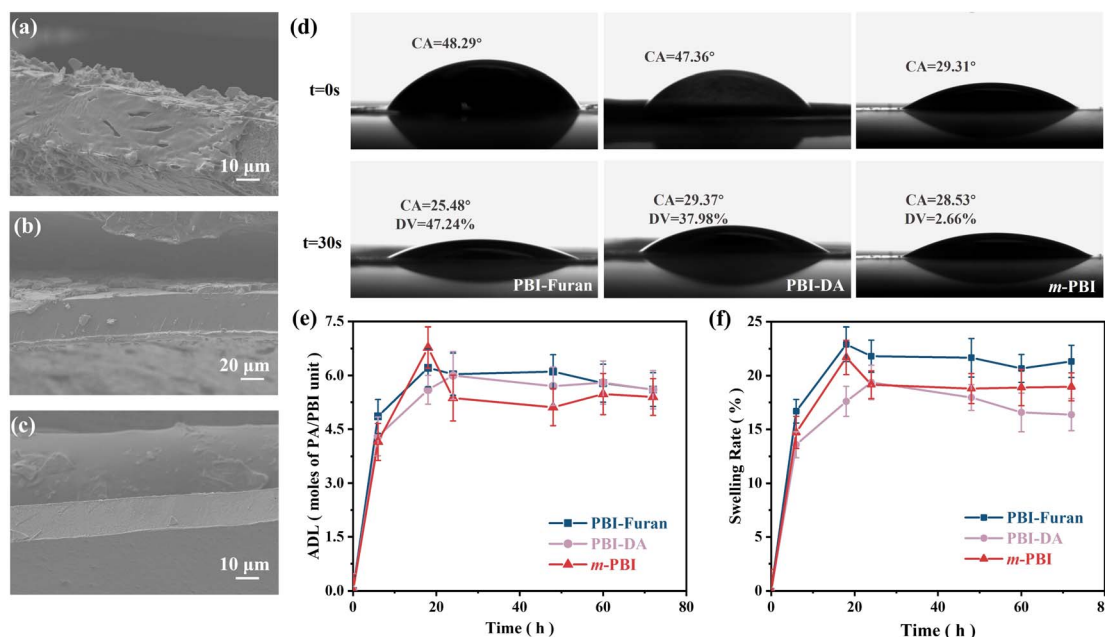 (a)
10 μm
(b)
20 μm
(c)
10 μm
(d)
t=0s
CA=48.29°
CA=47.36°
CA=29.31°
t=30s
CA=25.48°
DV=47.24%
PBI-Furan
CA=29.37°
DV=37.98%
PBI-DA
CA=28.53°
DV=2.66%
m-PBI
(e)
ADL ( moles of PA/PBI unit)
7.5
6.0
4.5
3.0
1.5
0.0
0 20 40 60 80
Time ( h )
PBI-Furan
PBI-DA
m-PBI
(f)
Swelling Rate ( % )
25
20
15
10
5
0
0 20 40 60 80
Time ( h )
PBI-Furan
PBI-DA
m-PBI